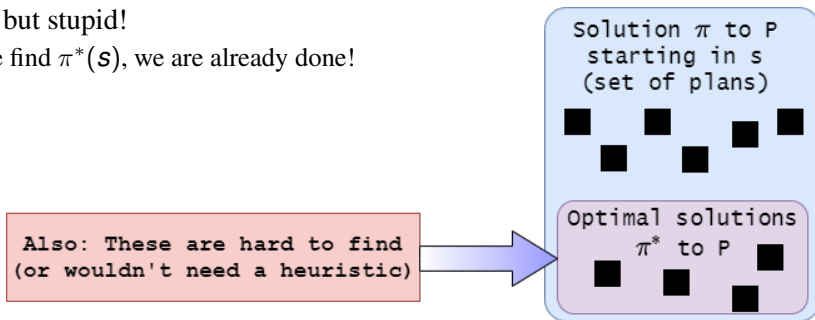 but stupid!
e find π*(s), we are already done!
Solution π to P
starting in s
(set of plans)
Also: These are hard to find
(or wouldn't need a heuristic)
Optimal solutions
π* to P